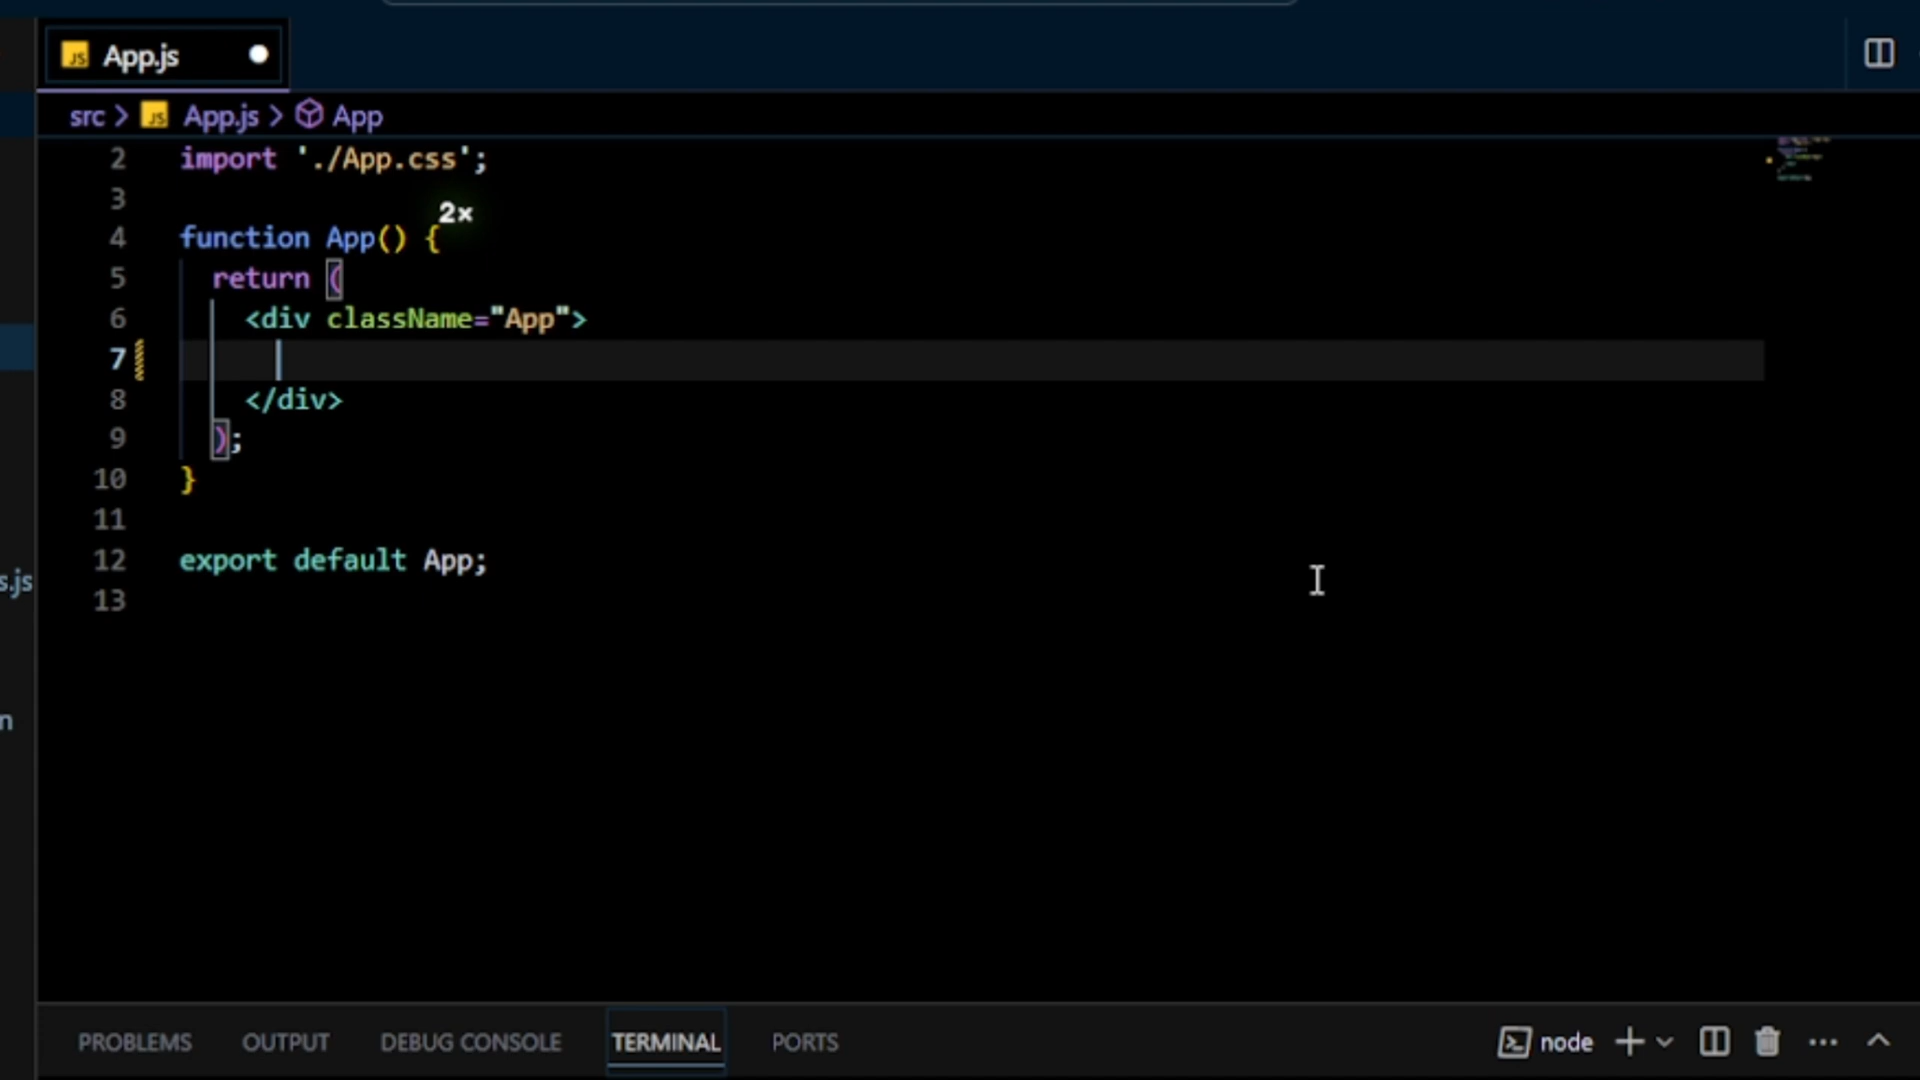 JS App.js
src > JS App.js > App
2 import './App.css';
3
2×
4 function App() {
5 return (
6 <div className="App">
7
8 </div>
9 );
10 }
11
12 export default App;
13
s.js
n
PROBLEMS OUTPUT DEBUG CONSOLE TERMINAL PORTS node